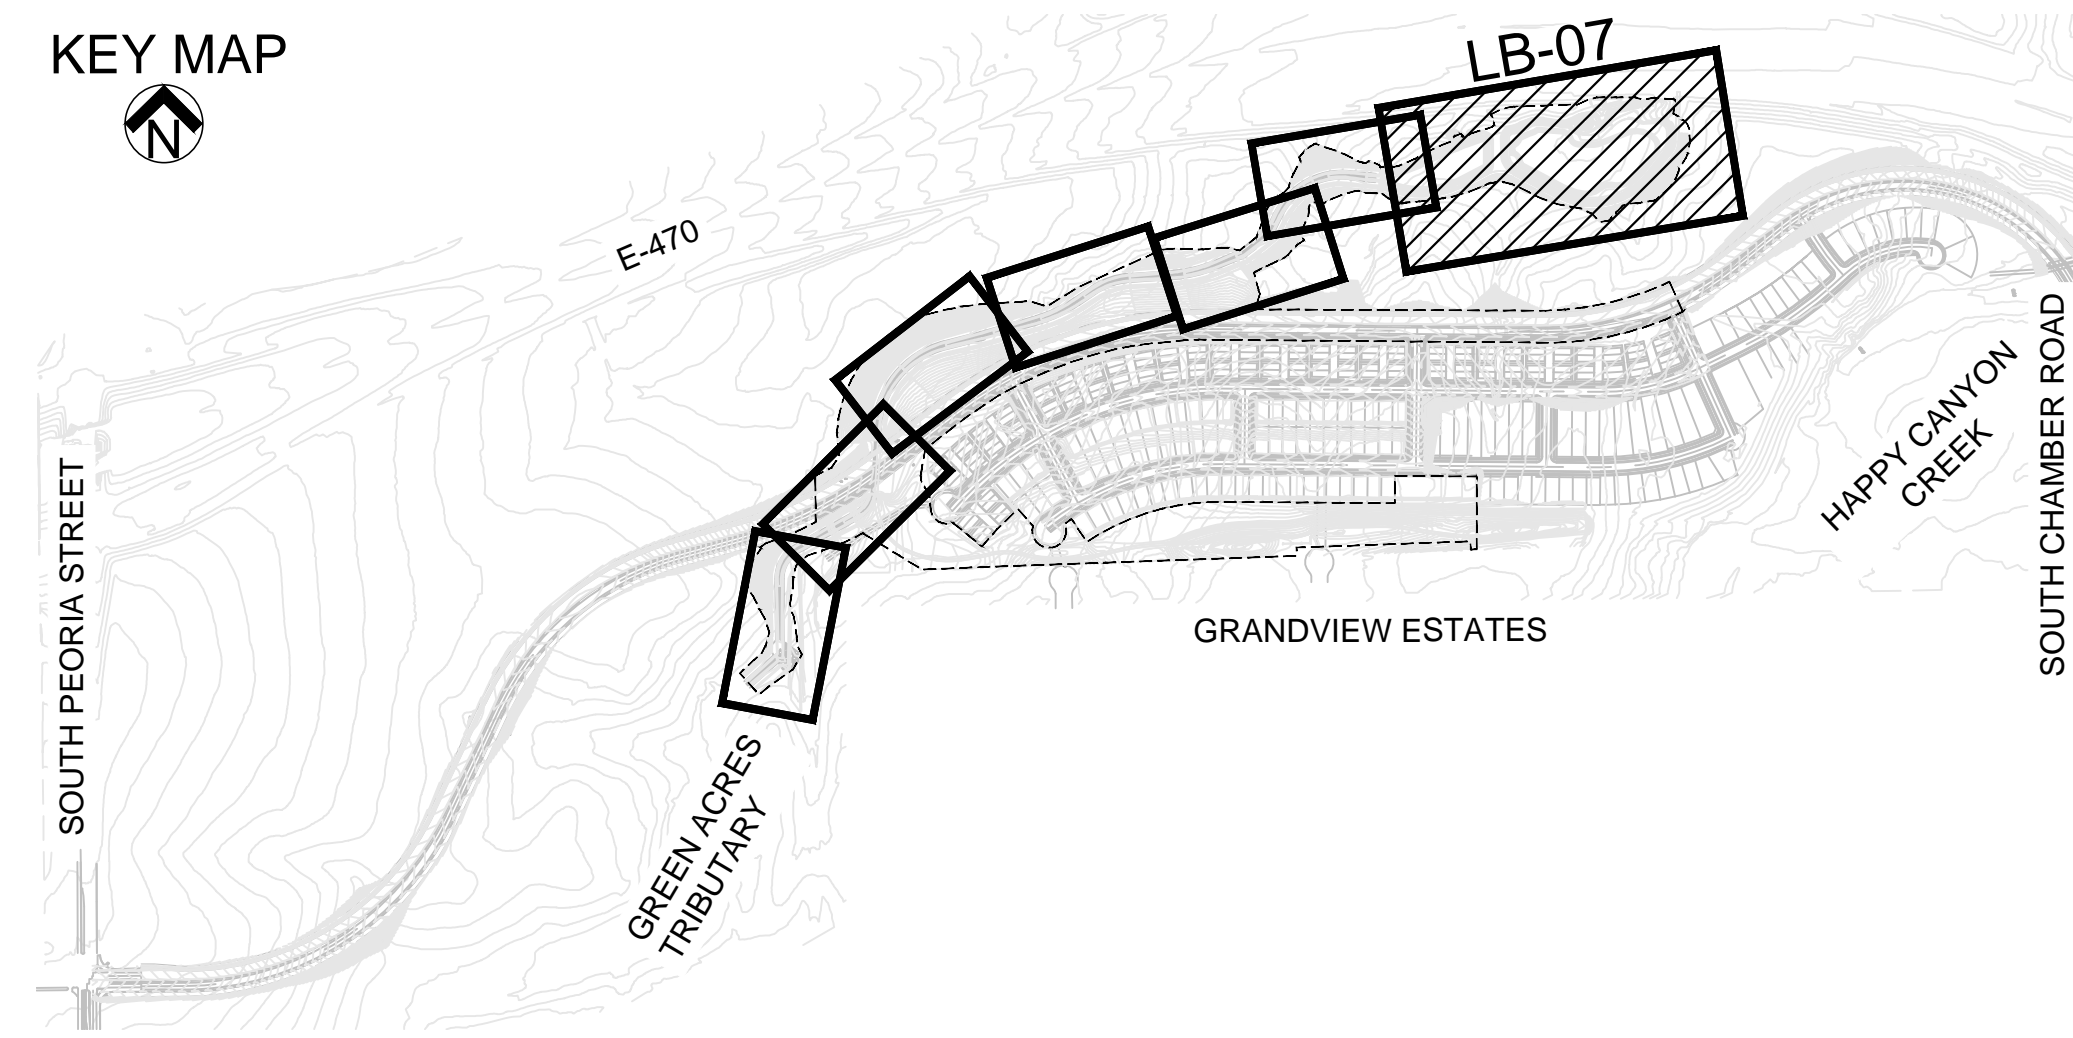 KEY MAP
N
LB-07
E-470
SOUTH PEORIA STREET
GREEN ACRES
TRIBUTARY
GRANDVIEW ESTATES
HAPPY CANYON
CREEK
SOUTH CHAMBER ROAD